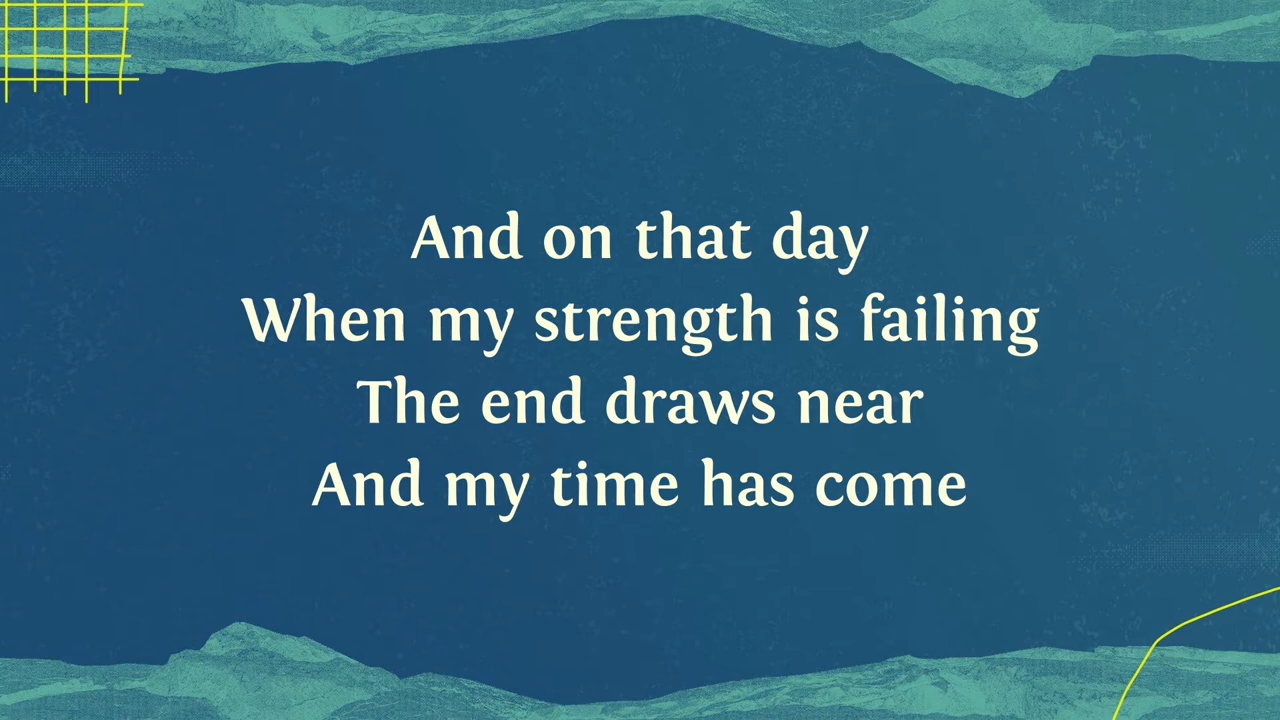 And on that day
When my strength is failing
The end draws near
And my time has come